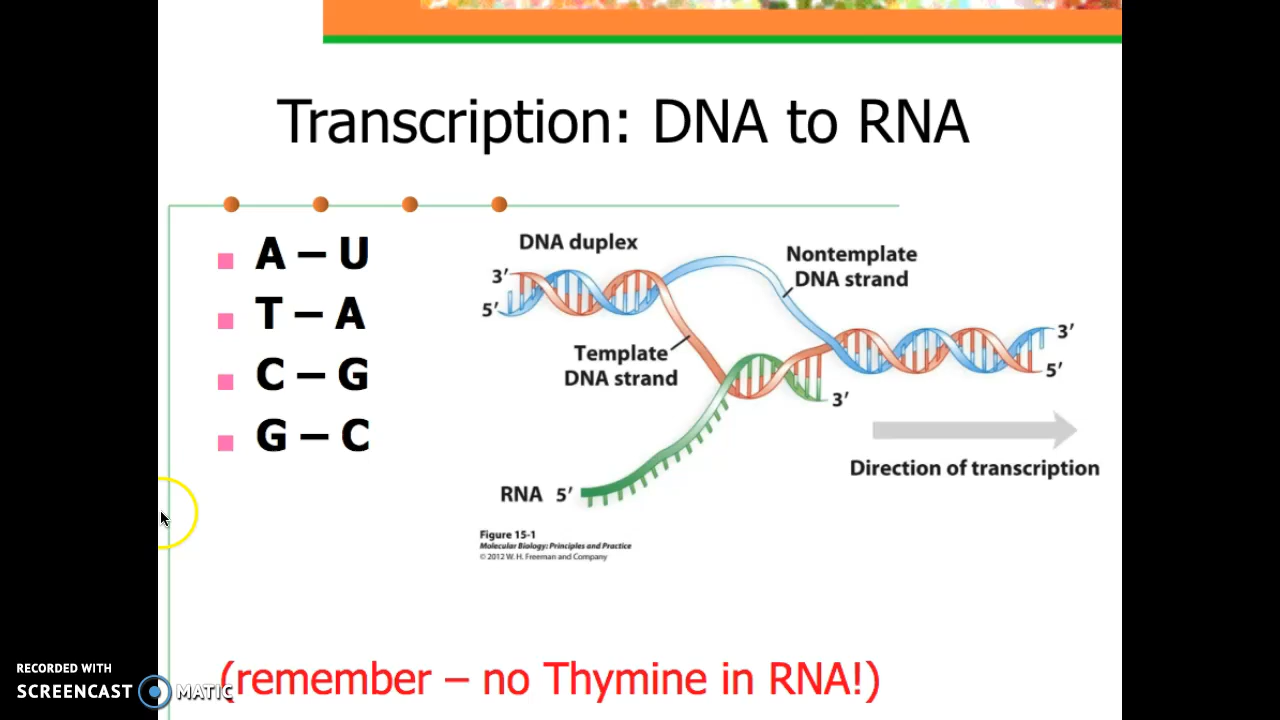 Transcription: DNA to RNA
A – U
T – A
C – G
G – C
DNA duplex
3′
5′
Nontemplate
DNA strand
Template
DNA strand
3′
5′
3′
Direction of transcription
RNA 5′
Figure 15-1
Molecular Biology: Principles and Practice
© 2012 W. H. Freeman and Company
(remember – no Thymine in RNA!)
RECORDED WITH
SCREENCAST MATIC